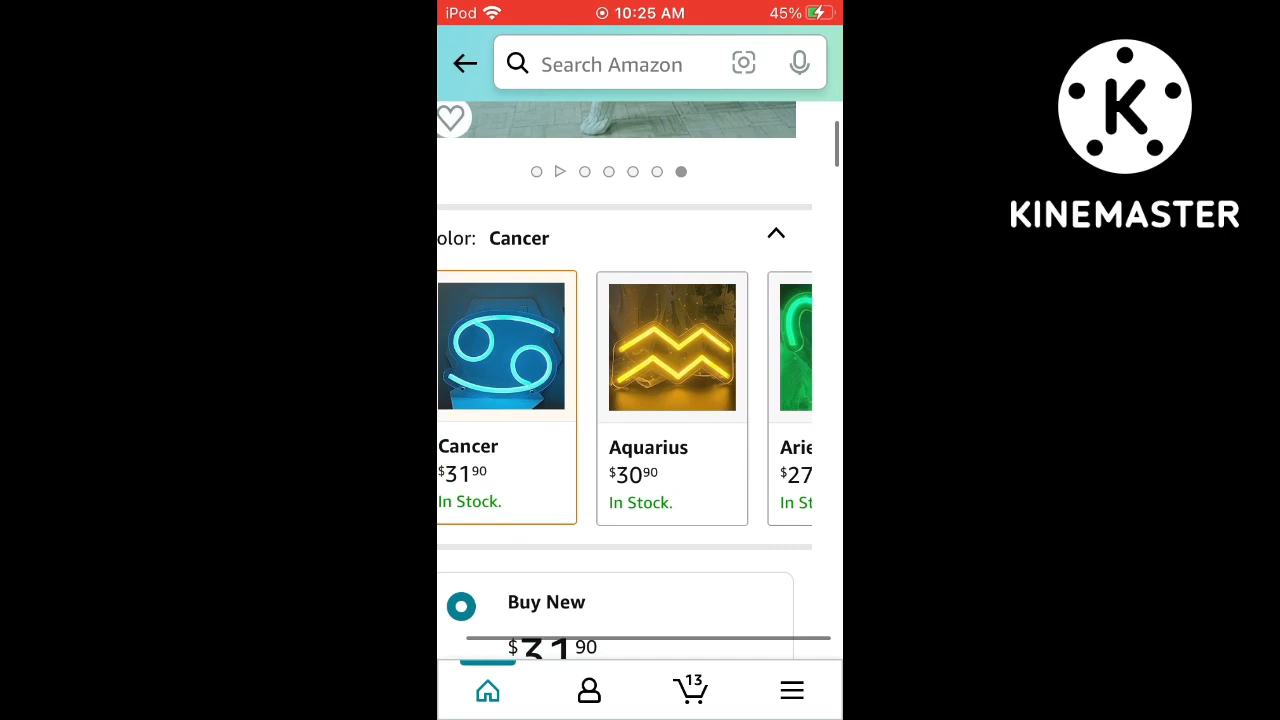 iPod 10:25 AM 45%
Search Amazon
olor: Cancer
Cancer Aquarius Arie
$31 90 $30 90 $27
In Stock. In Stock. In St
Buy New
$31 90
13
K
KINEMASTER